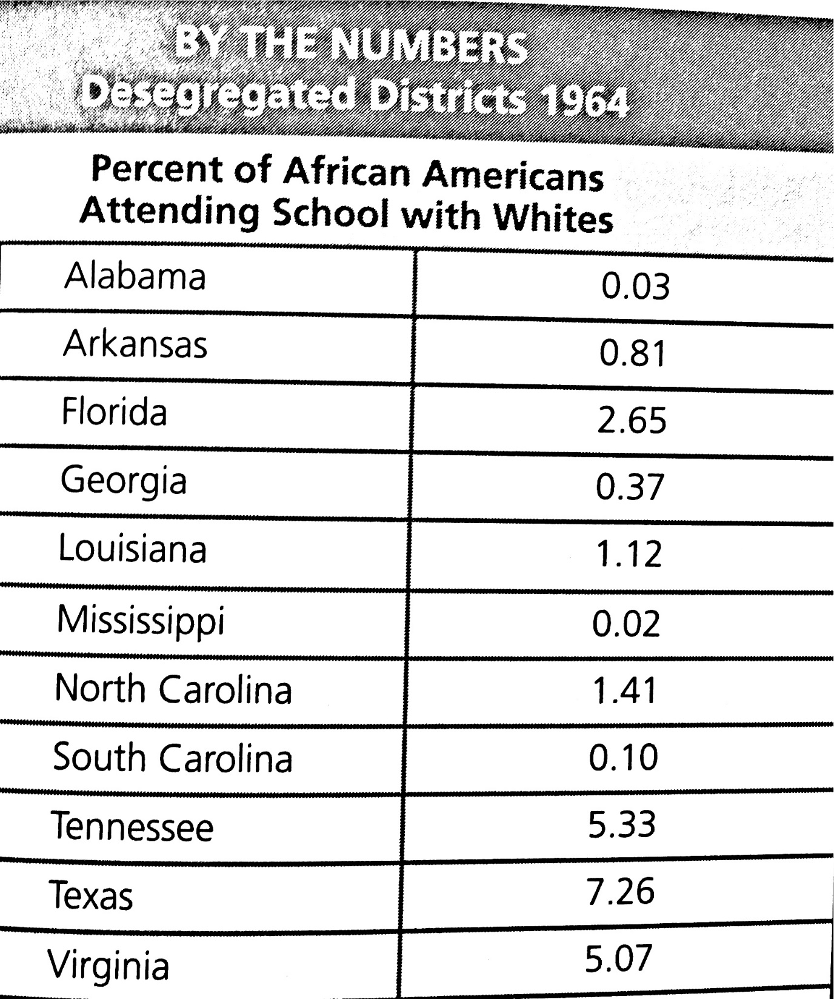 BY THE NUMBERS
Desegregated Districts 1964
Percent of African Americans
Attending School with Whites
Alabama 0.03
Arkansas 0.81
Florida 2.65
Georgia 0.37
Louisiana 1.12
Mississippi 0.02
North Carolina 1.41
South Carolina 0.10
Tennessee 5.33
Texas 7.26
Virginia 5.07